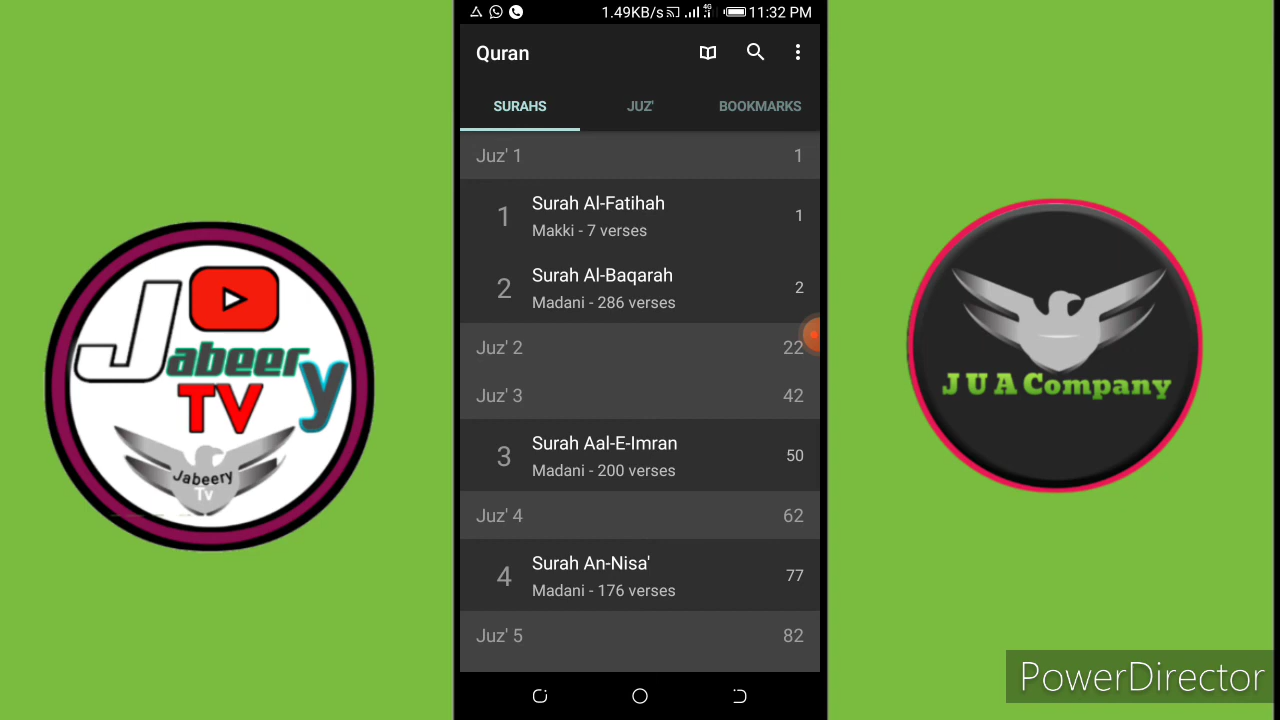 1.49KB/s 4G 11:32 PM
Quran
SURAHS JUZ' BOOKMARKS
Juz' 1 1
1 Surah Al-Fatihah 1
Makki - 7 verses
2 Surah Al-Baqarah 2
Madani - 286 verses
Juz' 2 22
Juz' 3 42
3 Surah Aal-E-Imran 50
Madani - 200 verses
Juz' 4 62
4 Surah An-Nisa' 77
Madani - 176 verses
Juz' 5 82
Jabeery
TV
Jabeery
Tv
JUA Company
PowerDirector